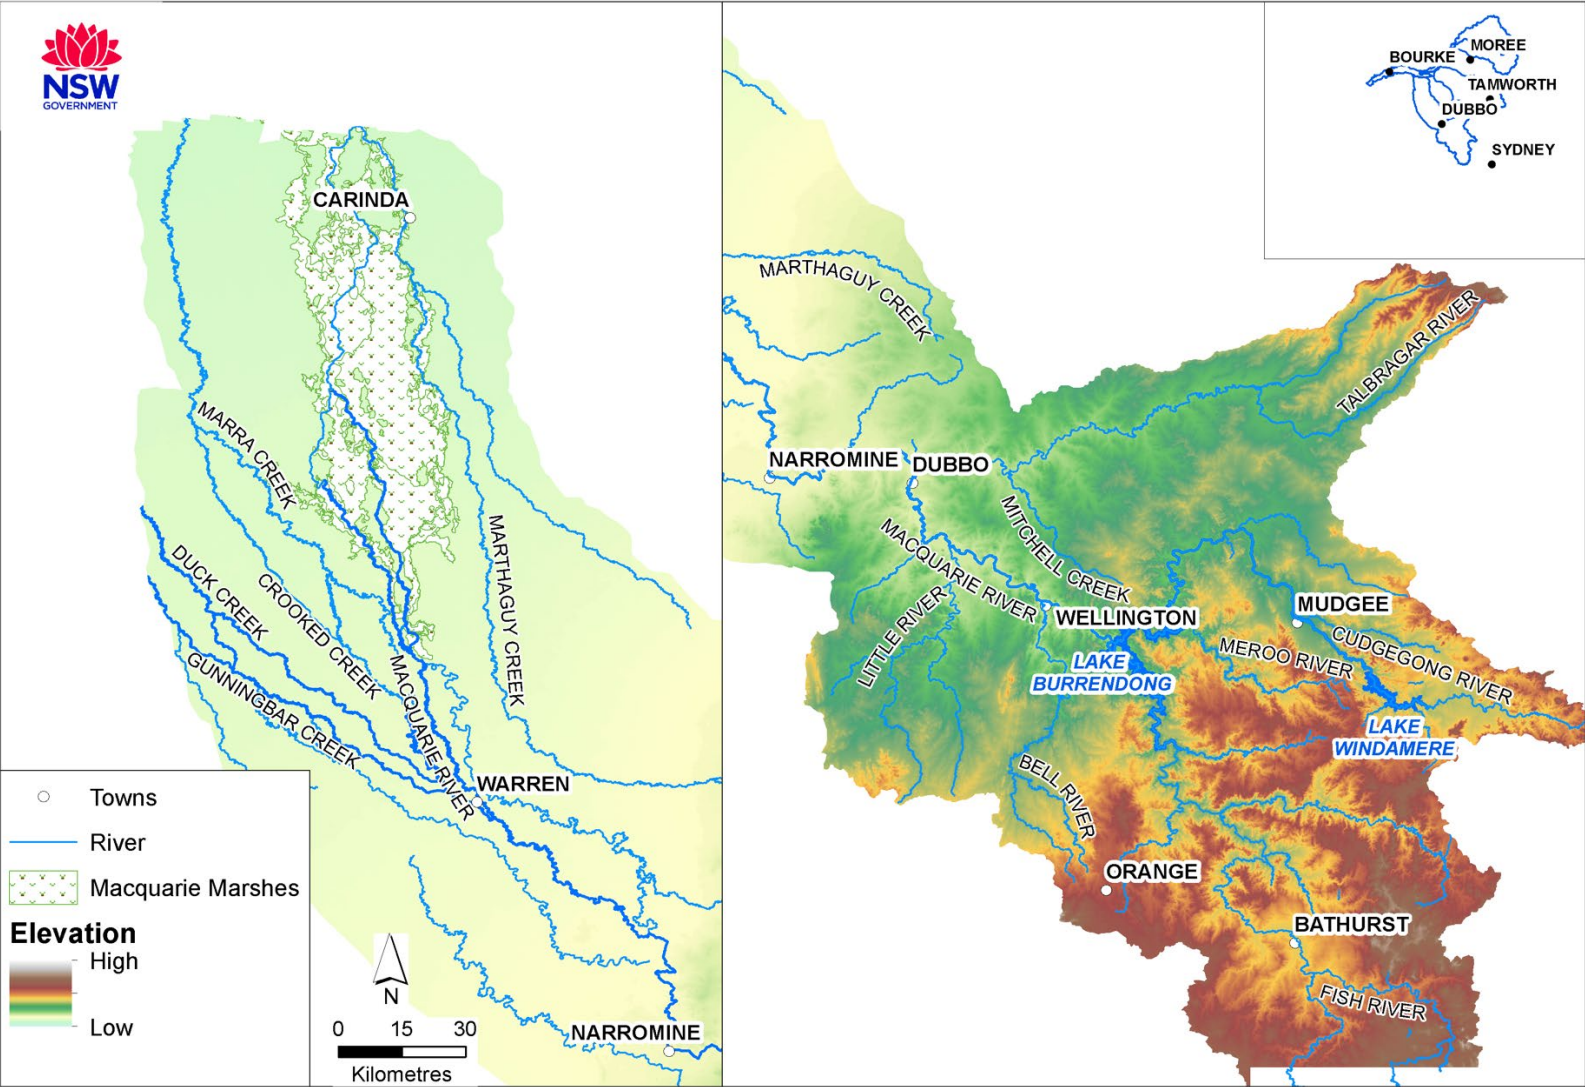 NSW
GOVERNMENT
CARINDA
MARRA CREEK
DUCK CREEK
CROOKED CREEK
GUNNINGBAR CREEK
MACQUARIE RIVER
MARTHAGUY CREEK
WARREN
NARROMINE
Towns
River
Macquarie Marshes
Elevation
High
Low
N
0 15 30
Kilometres
MARTHAGUY CREEK
NARROMINE
DUBBO
TALBRAGAR RIVER
MITCHELL CREEK
MACQUARIE RIVER
LITTLE RIVER
WELLINGTON
MUDGEE
LAKE
BURRENDONG
MEROO RIVER
CUDGEGONG RIVER
LAKE
WINDAMERE
BELL RIVER
ORANGE
BATHURST
FISH RIVER
BOURKE
MOREE
TAMWORTH
DUBBO
SYDNEY